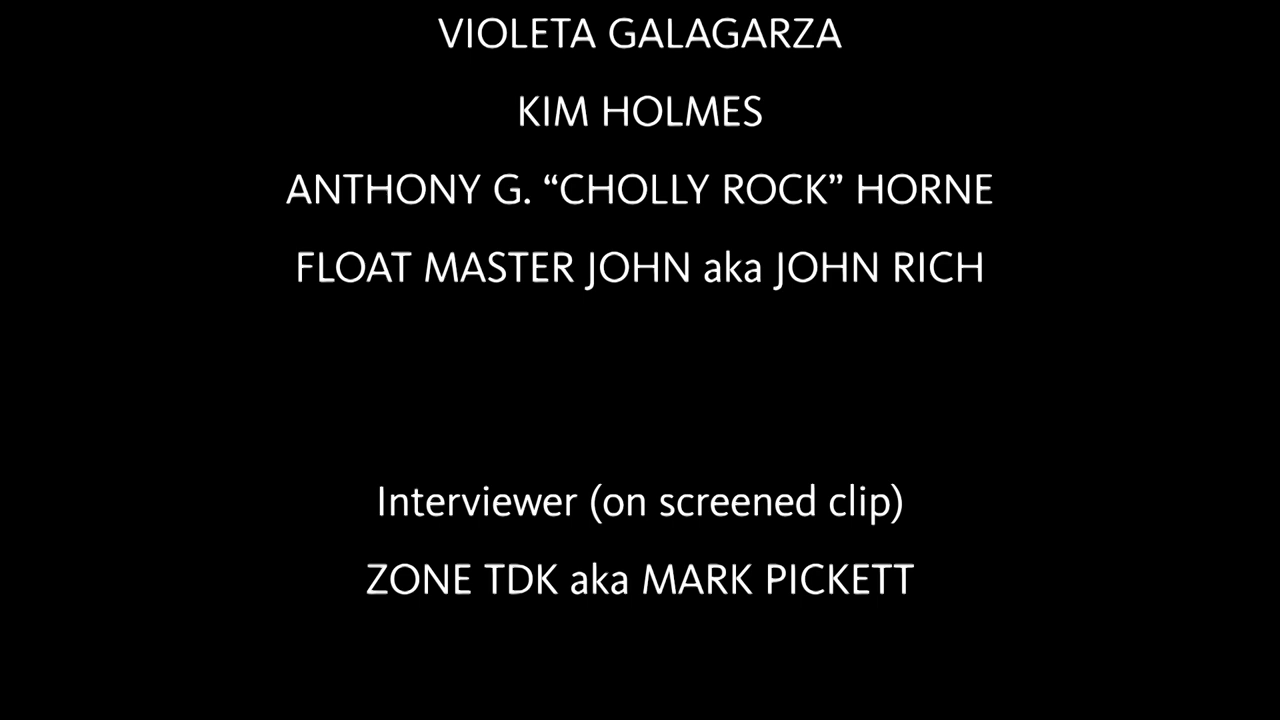 VIOLETA GALAGARZA
KIM HOLMES
ANTHONY G. “CHOLLY ROCK” HORNE
FLOAT MASTER JOHN aka JOHN RICH
Interviewer (on screened clip)
ZONE TDK aka MARK PICKETT